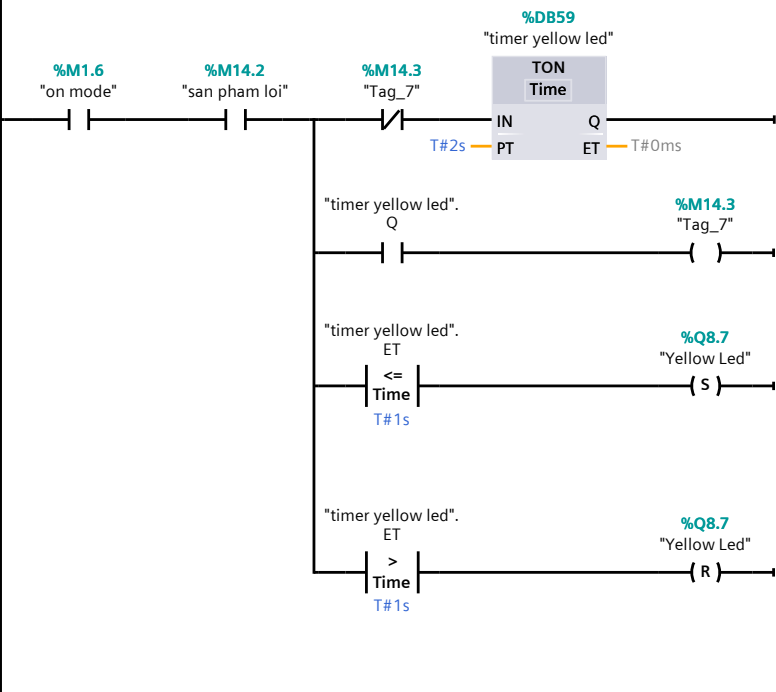 %DB59
"timer yellow led"
%M1.6
"on mode"
%M14.2
"san pham loi"
%M14.3
"Tag_7"
TON
Time
IN
Q
T#2s
PT
ET
T#0ms
"timer yellow led".
Q
%M14.3
"Tag_7"
"timer yellow led".
ET
<=
Time
T#1s
%Q8.7
"Yellow Led"
S
"timer yellow led".
ET
>
Time
T#1s
%Q8.7
"Yellow Led"
R